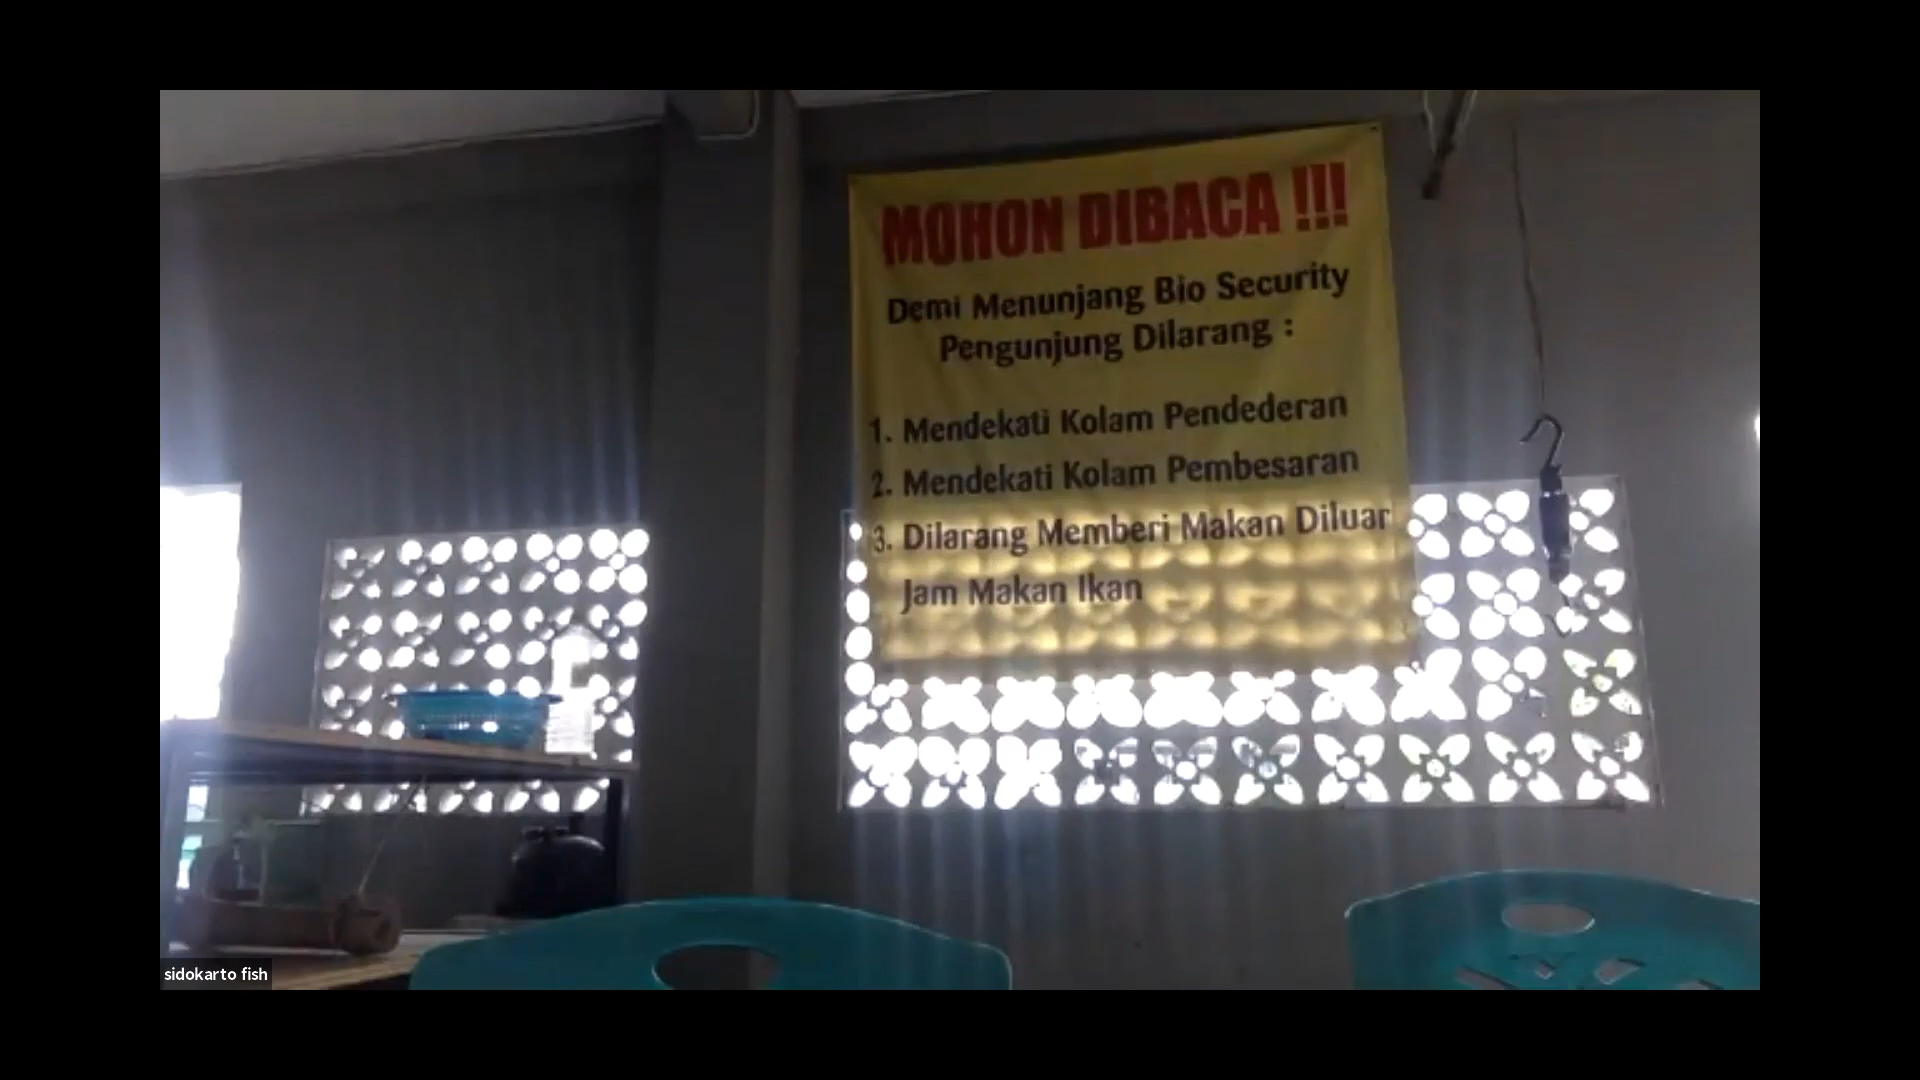 MOHON DIBACA !!!
Demi Menunjang Bio Security
Pengunjung Dilarang :
1. Mendekati Kolam Pendederan
2. Mendekati Kolam Pembesaran
3. Dilarang Memberi Makan Diluar
Jam Makan Ikan
sidokarto fish